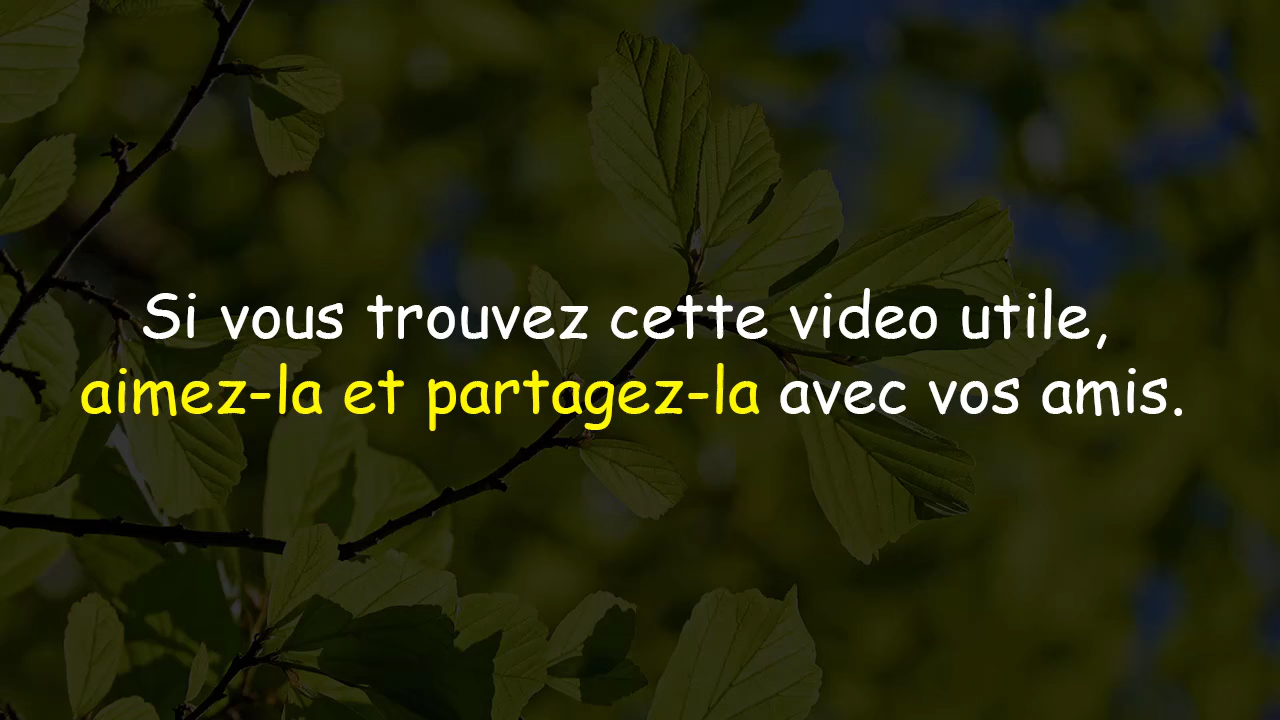 Si vous trouvez cette video utile,
aimez-la et partagez-la avec vos amis.